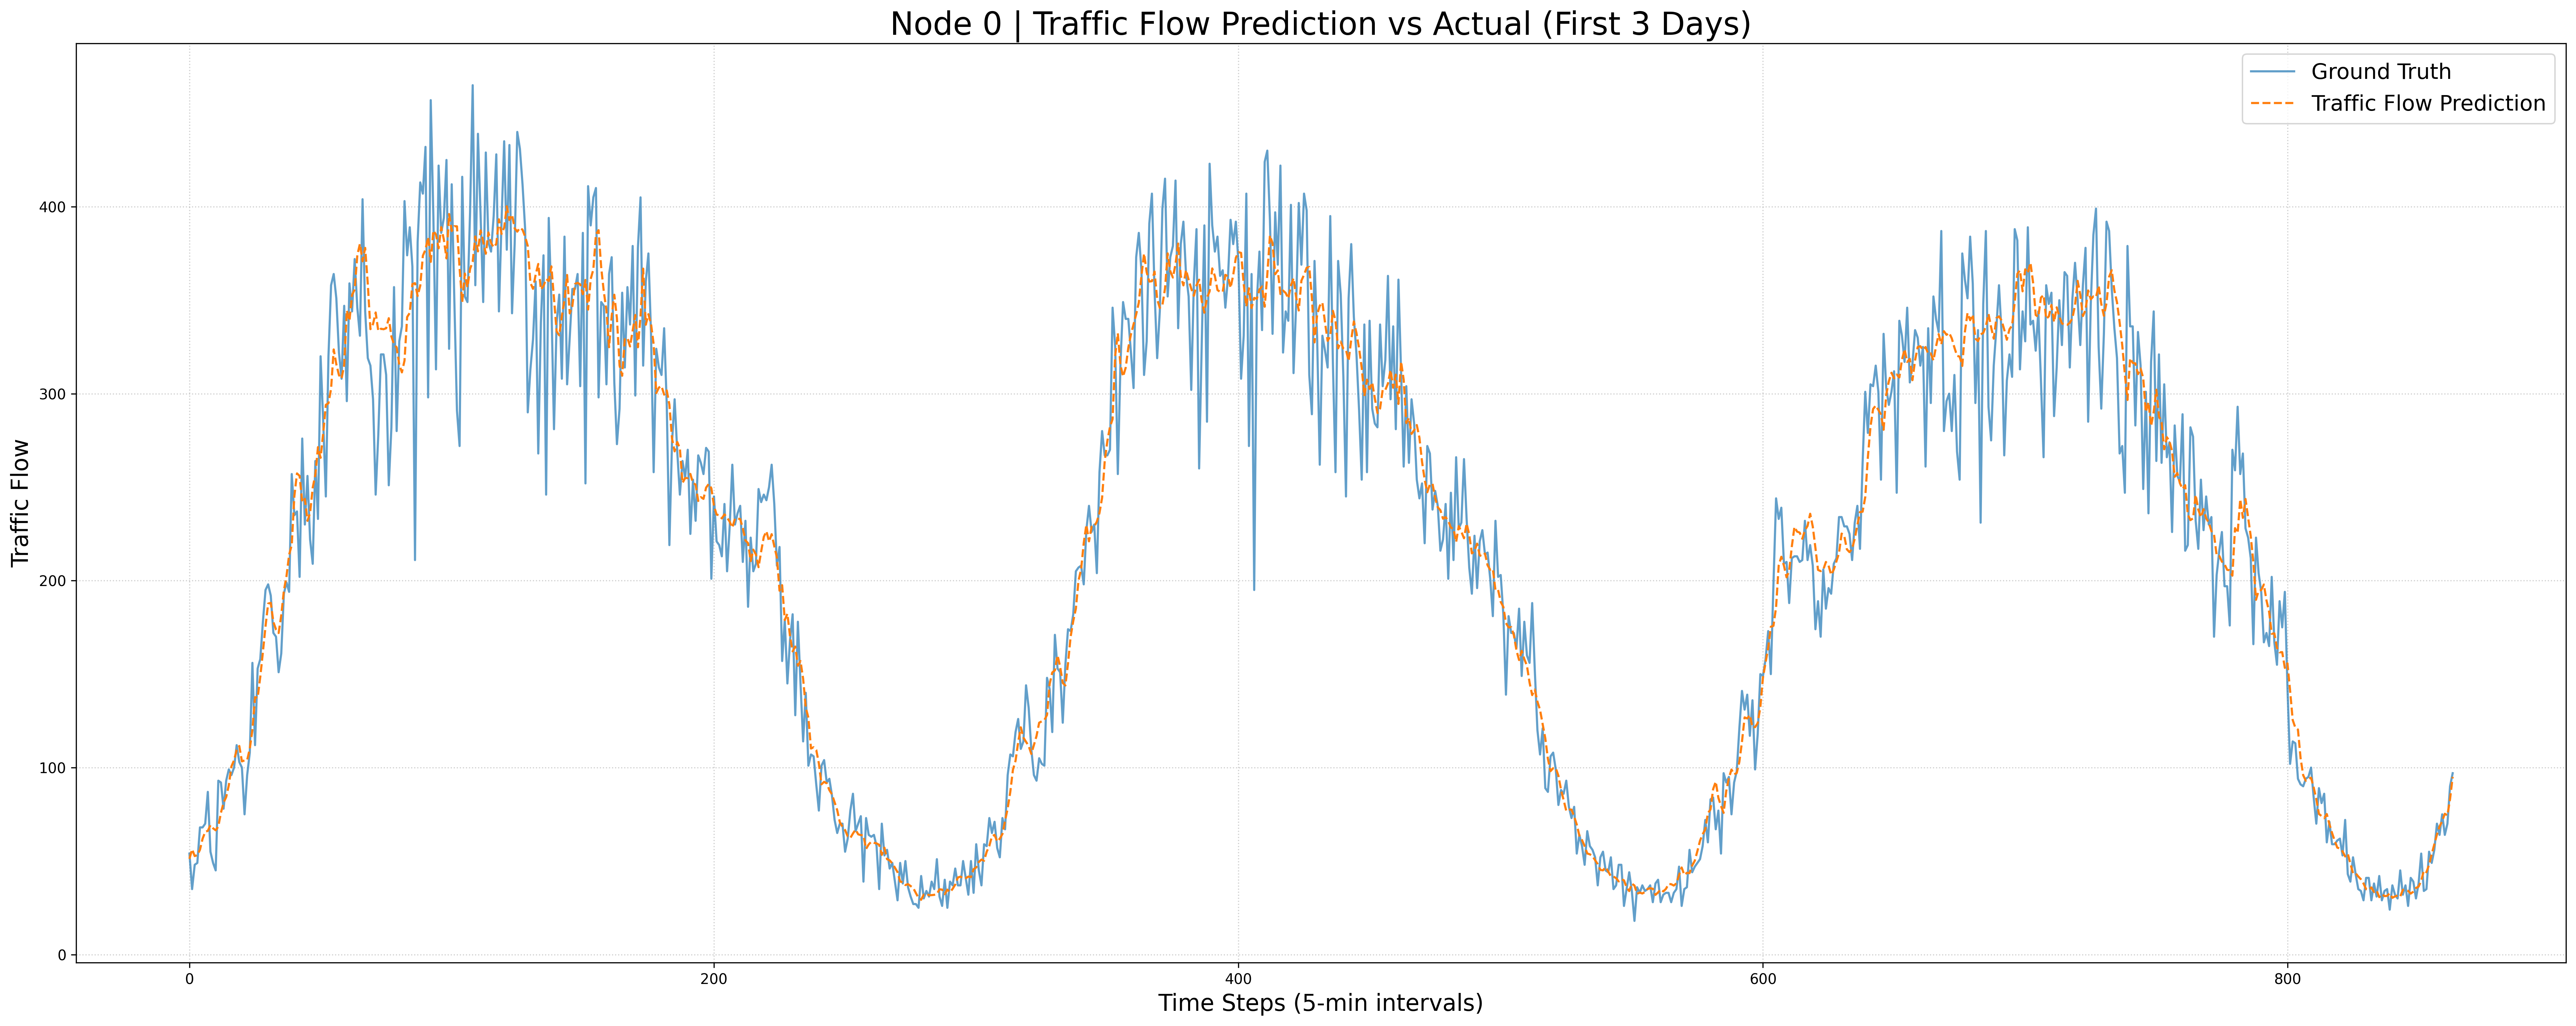 Node 0 | Traffic Flow Prediction vs Actual (First 3 Days)
Ground Truth
Traffic Flow Prediction
Traffic Flow
400
300
200
100
0
0 200 400 600 800
Time Steps (5-min intervals)